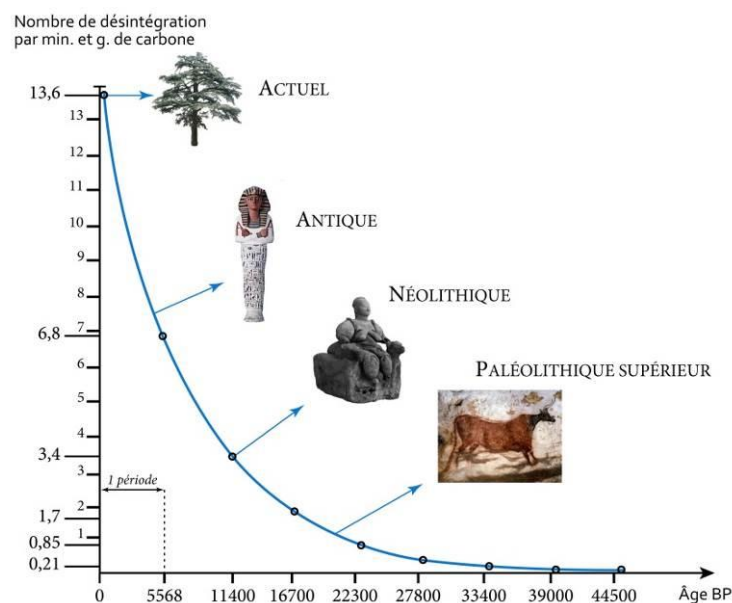 Nombre de désintégration
par min. et g. de carbone
13,6
ACTUEL
13
12
11
10
ANTIQUE
9
8
NÉOLITHIQUE
7
6,8
6
PALÉOLITHIQUE SUPÉRIEUR
5
4
3,4
3
1 période
2
1,7
1
0,85
0,21
0 5568 11400 16700 22300 27800 33400 39000 44500 Âge BP